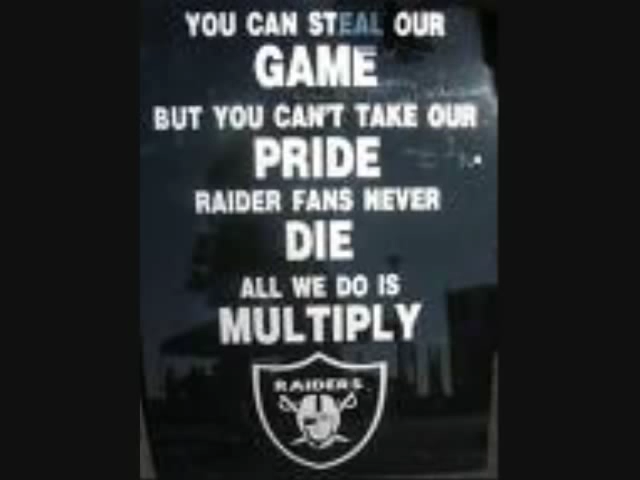 YOU CAN STEAL OUR
GAME
BUT YOU CAN'T TAKE OUR
PRIDE
RAIDER FANS NEVER
DIE
ALL WE DO IS
MULTIPLY
RAIDERS